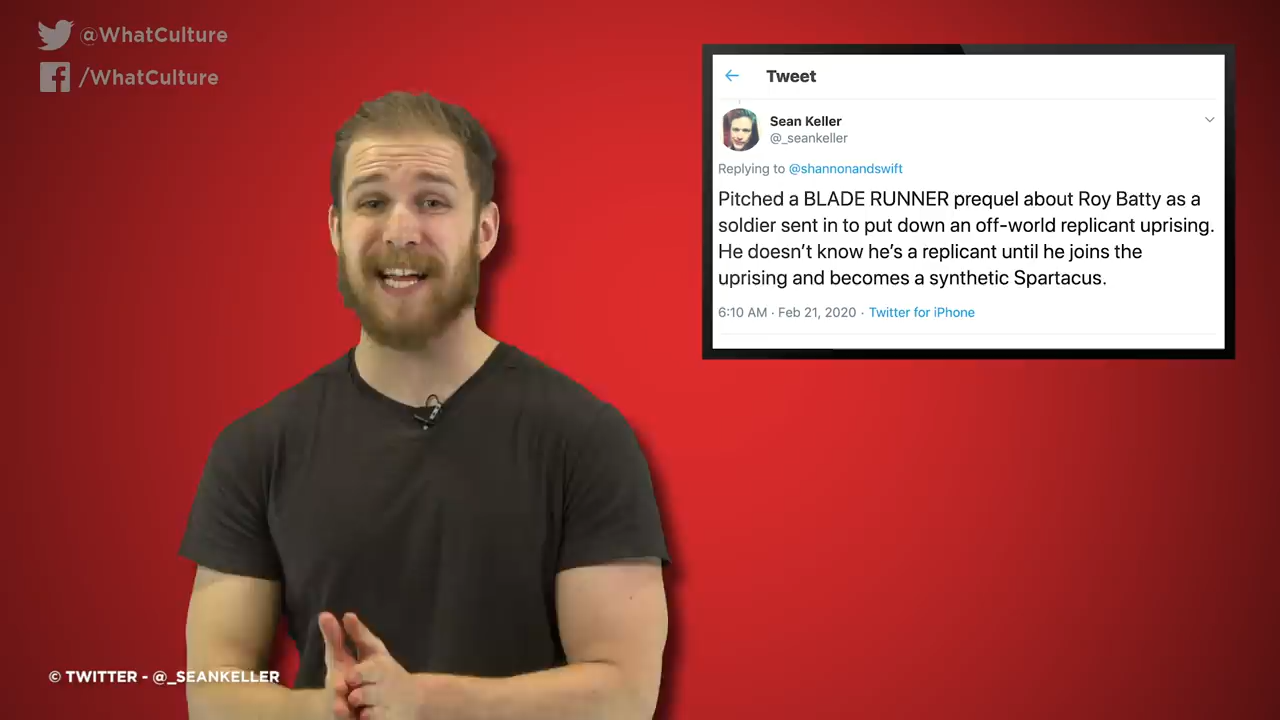 @WhatCulture
/WhatCulture
Tweet
Sean Keller
@_seankeller
Replying to @shannonandswift
Pitched a BLADE RUNNER prequel about Roy Batty as a
soldier sent in to put down an off-world replicant uprising.
He doesn’t know he’s a replicant until he joins the
uprising and becomes a synthetic Spartacus.
6:10 AM · Feb 21, 2020 · Twitter for iPhone
© TWITTER - @_SEANKELLER